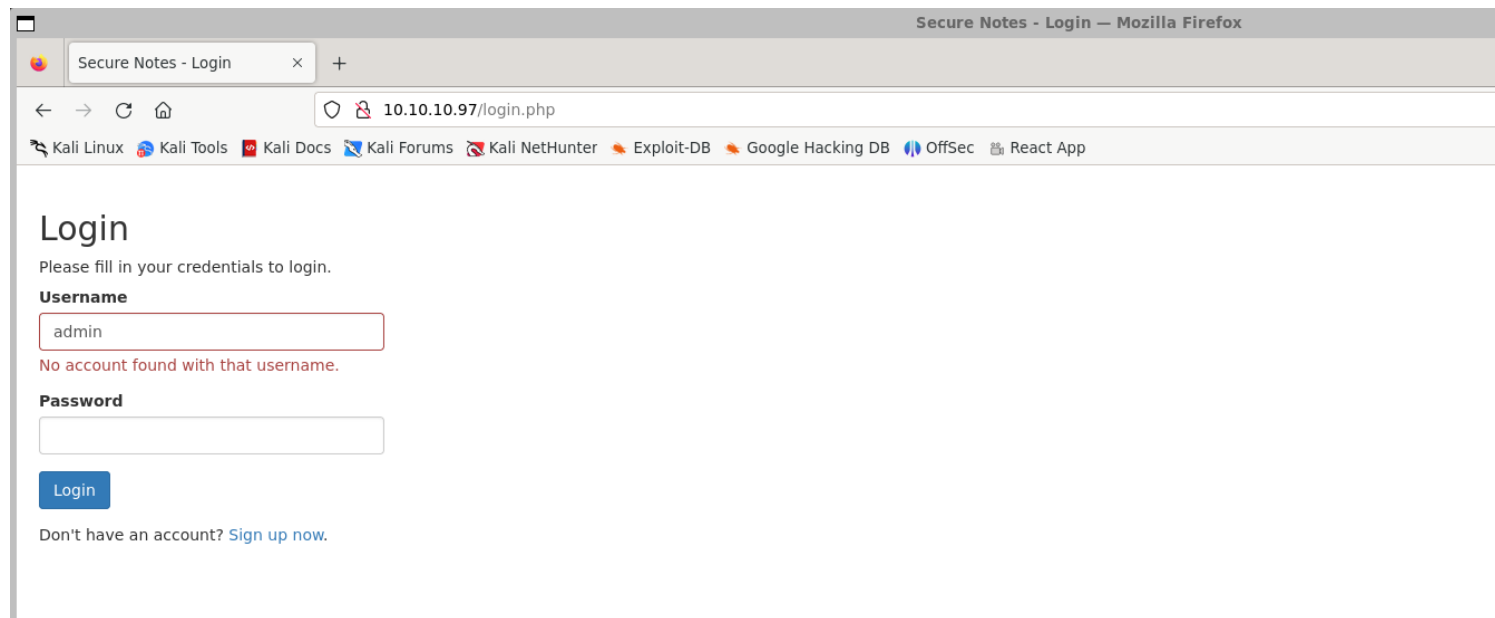 Secure Notes - Login — Mozilla Firefox
Secure Notes - Login
10.10.10.97/login.php
Kali Linux Kali Tools Kali Docs Kali Forums Kali NetHunter Exploit-DB Google Hacking DB OffSec React App
Login
Please fill in your credentials to login.
Username
admin
No account found with that username.
Password
Login
Don't have an account? Sign up now.